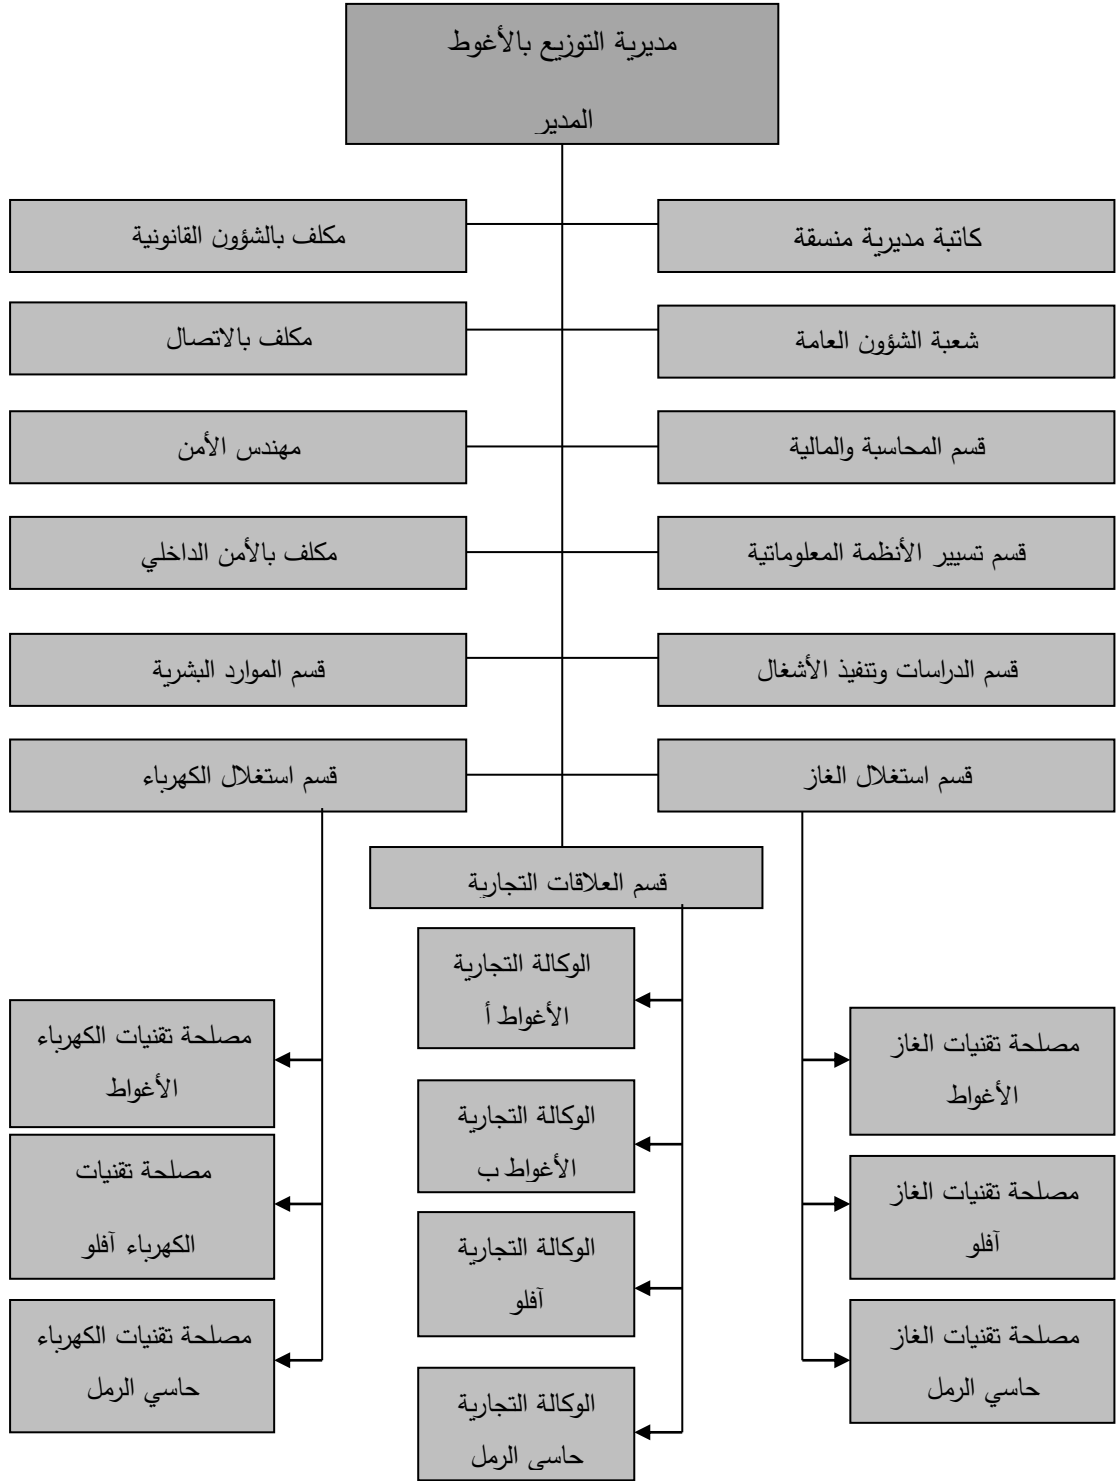 مديرية التوزيع بالأغوط
المدير
كاتبة مديرية منسقة
مكلف بالشؤون القانونية
شعبة الشؤون العامة
مكلف بالاتصال
قسم المحاسبة والمالية
مهندس الأمن
قسم تسيير الأنظمة المعلوماتية
مكلف بالأمن الداخلي
قسم الدراسات وتنفيذ الأشغال
قسم الموارد البشرية
قسم استغلال الغاز
قسم استغلال الكهرباء
قسم العلاقات التجارية
مصلحة تقنيات الغاز
الأغواط
مصلحة تقنيات الغاز
آفلو
مصلحة تقنيات الغاز
حاسي الرمل
الوكالة التجارية
الأغواط أ
الوكالة التجارية
الأغواط ب
الوكالة التجارية
آفلو
الوكالة التجارية
حاسي الرمل
مصلحة تقنيات الكهرباء
الأغواط
مصلحة تقنيات
الكهرباء آفلو
مصلحة تقنيات الكهرباء
حاسي الرمل